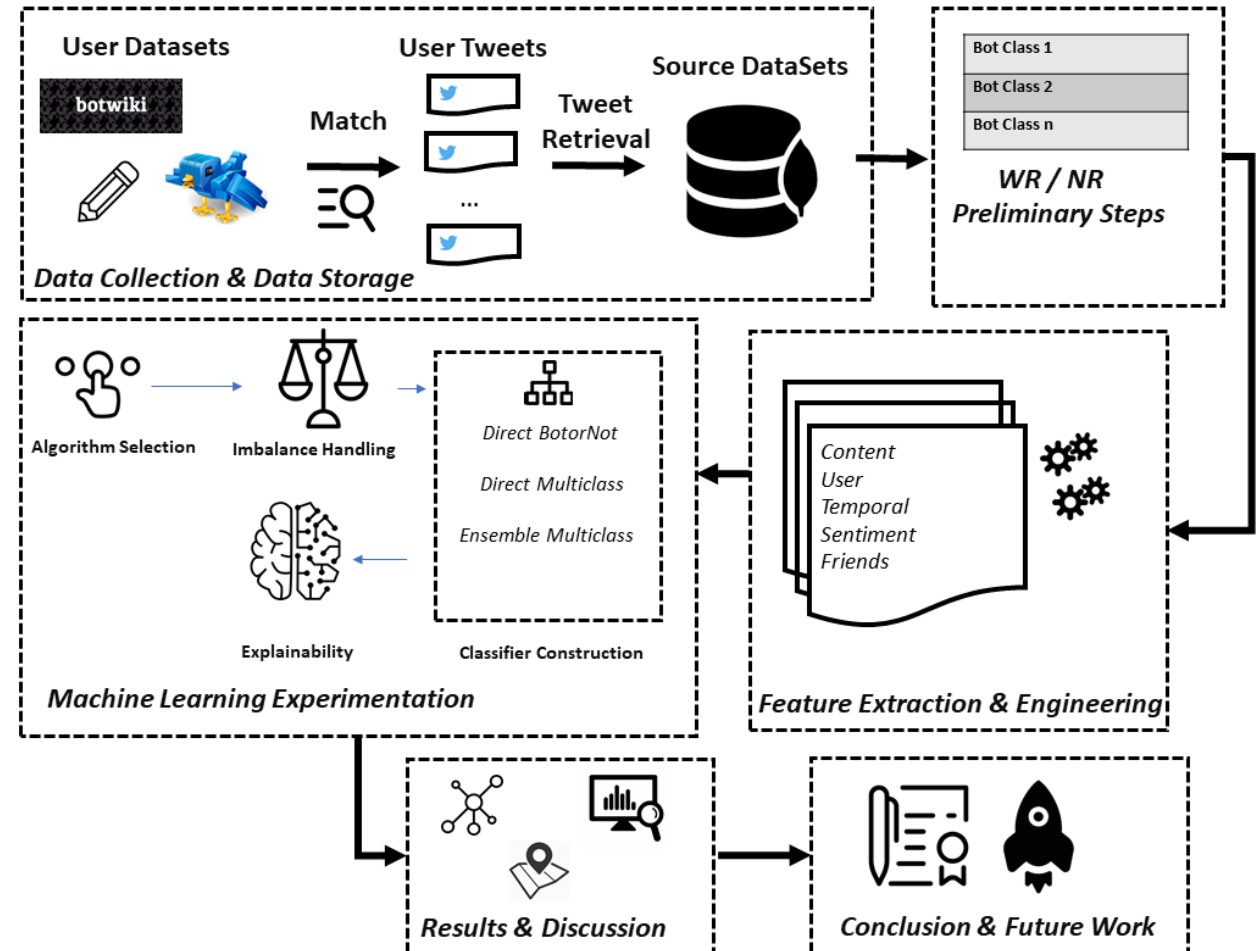 User Datasets
botwiki
Match
User Tweets
...
Tweet
Retrieval
Source DataSets
Data Collection & Data Storage
Bot Class 1
Bot Class 2
Bot Class n
WR / NR
Preliminary Steps
Algorithm Selection
Imbalance Handling
Direct BotorNot
Direct Multiclass
Ensemble Multiclass
Explainability
Classifier Construction
Machine Learning Experimentation
Content
User
Temporal
Sentiment
Friends
Feature Extraction & Engineering
Results & Discussion
Conclusion & Future Work